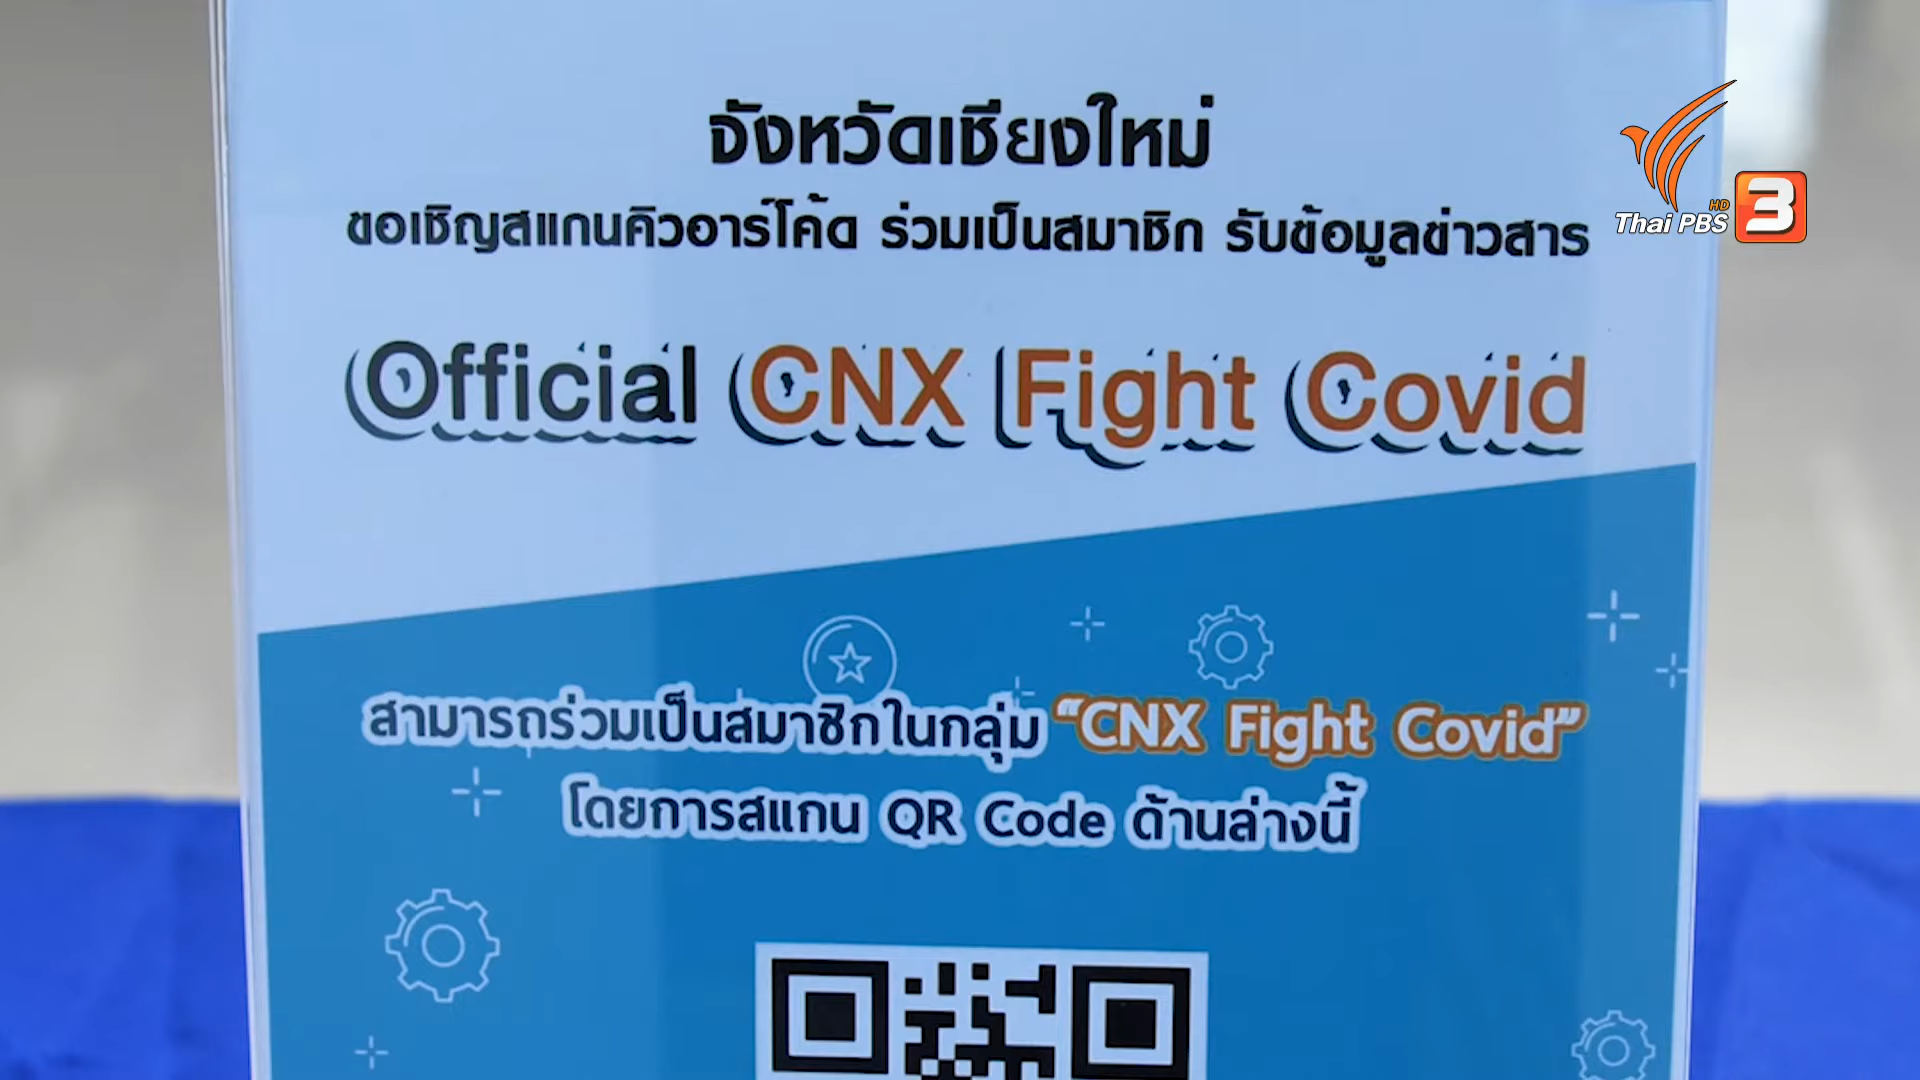 จังหวัดเชียงใหม่
ขอเชิญสแกนคิวอาร์โค้ด ร่วมเป็นสมาชิก รับข้อมูลข่าวสาร
Official CNX Fight Covid
สามารถร่วมเป็นสมาชิกในกลุ่ม “CNX Fight Covid”
โดยการสแกน QR Code ด้านล่างนี้
Thai PBS HD 3